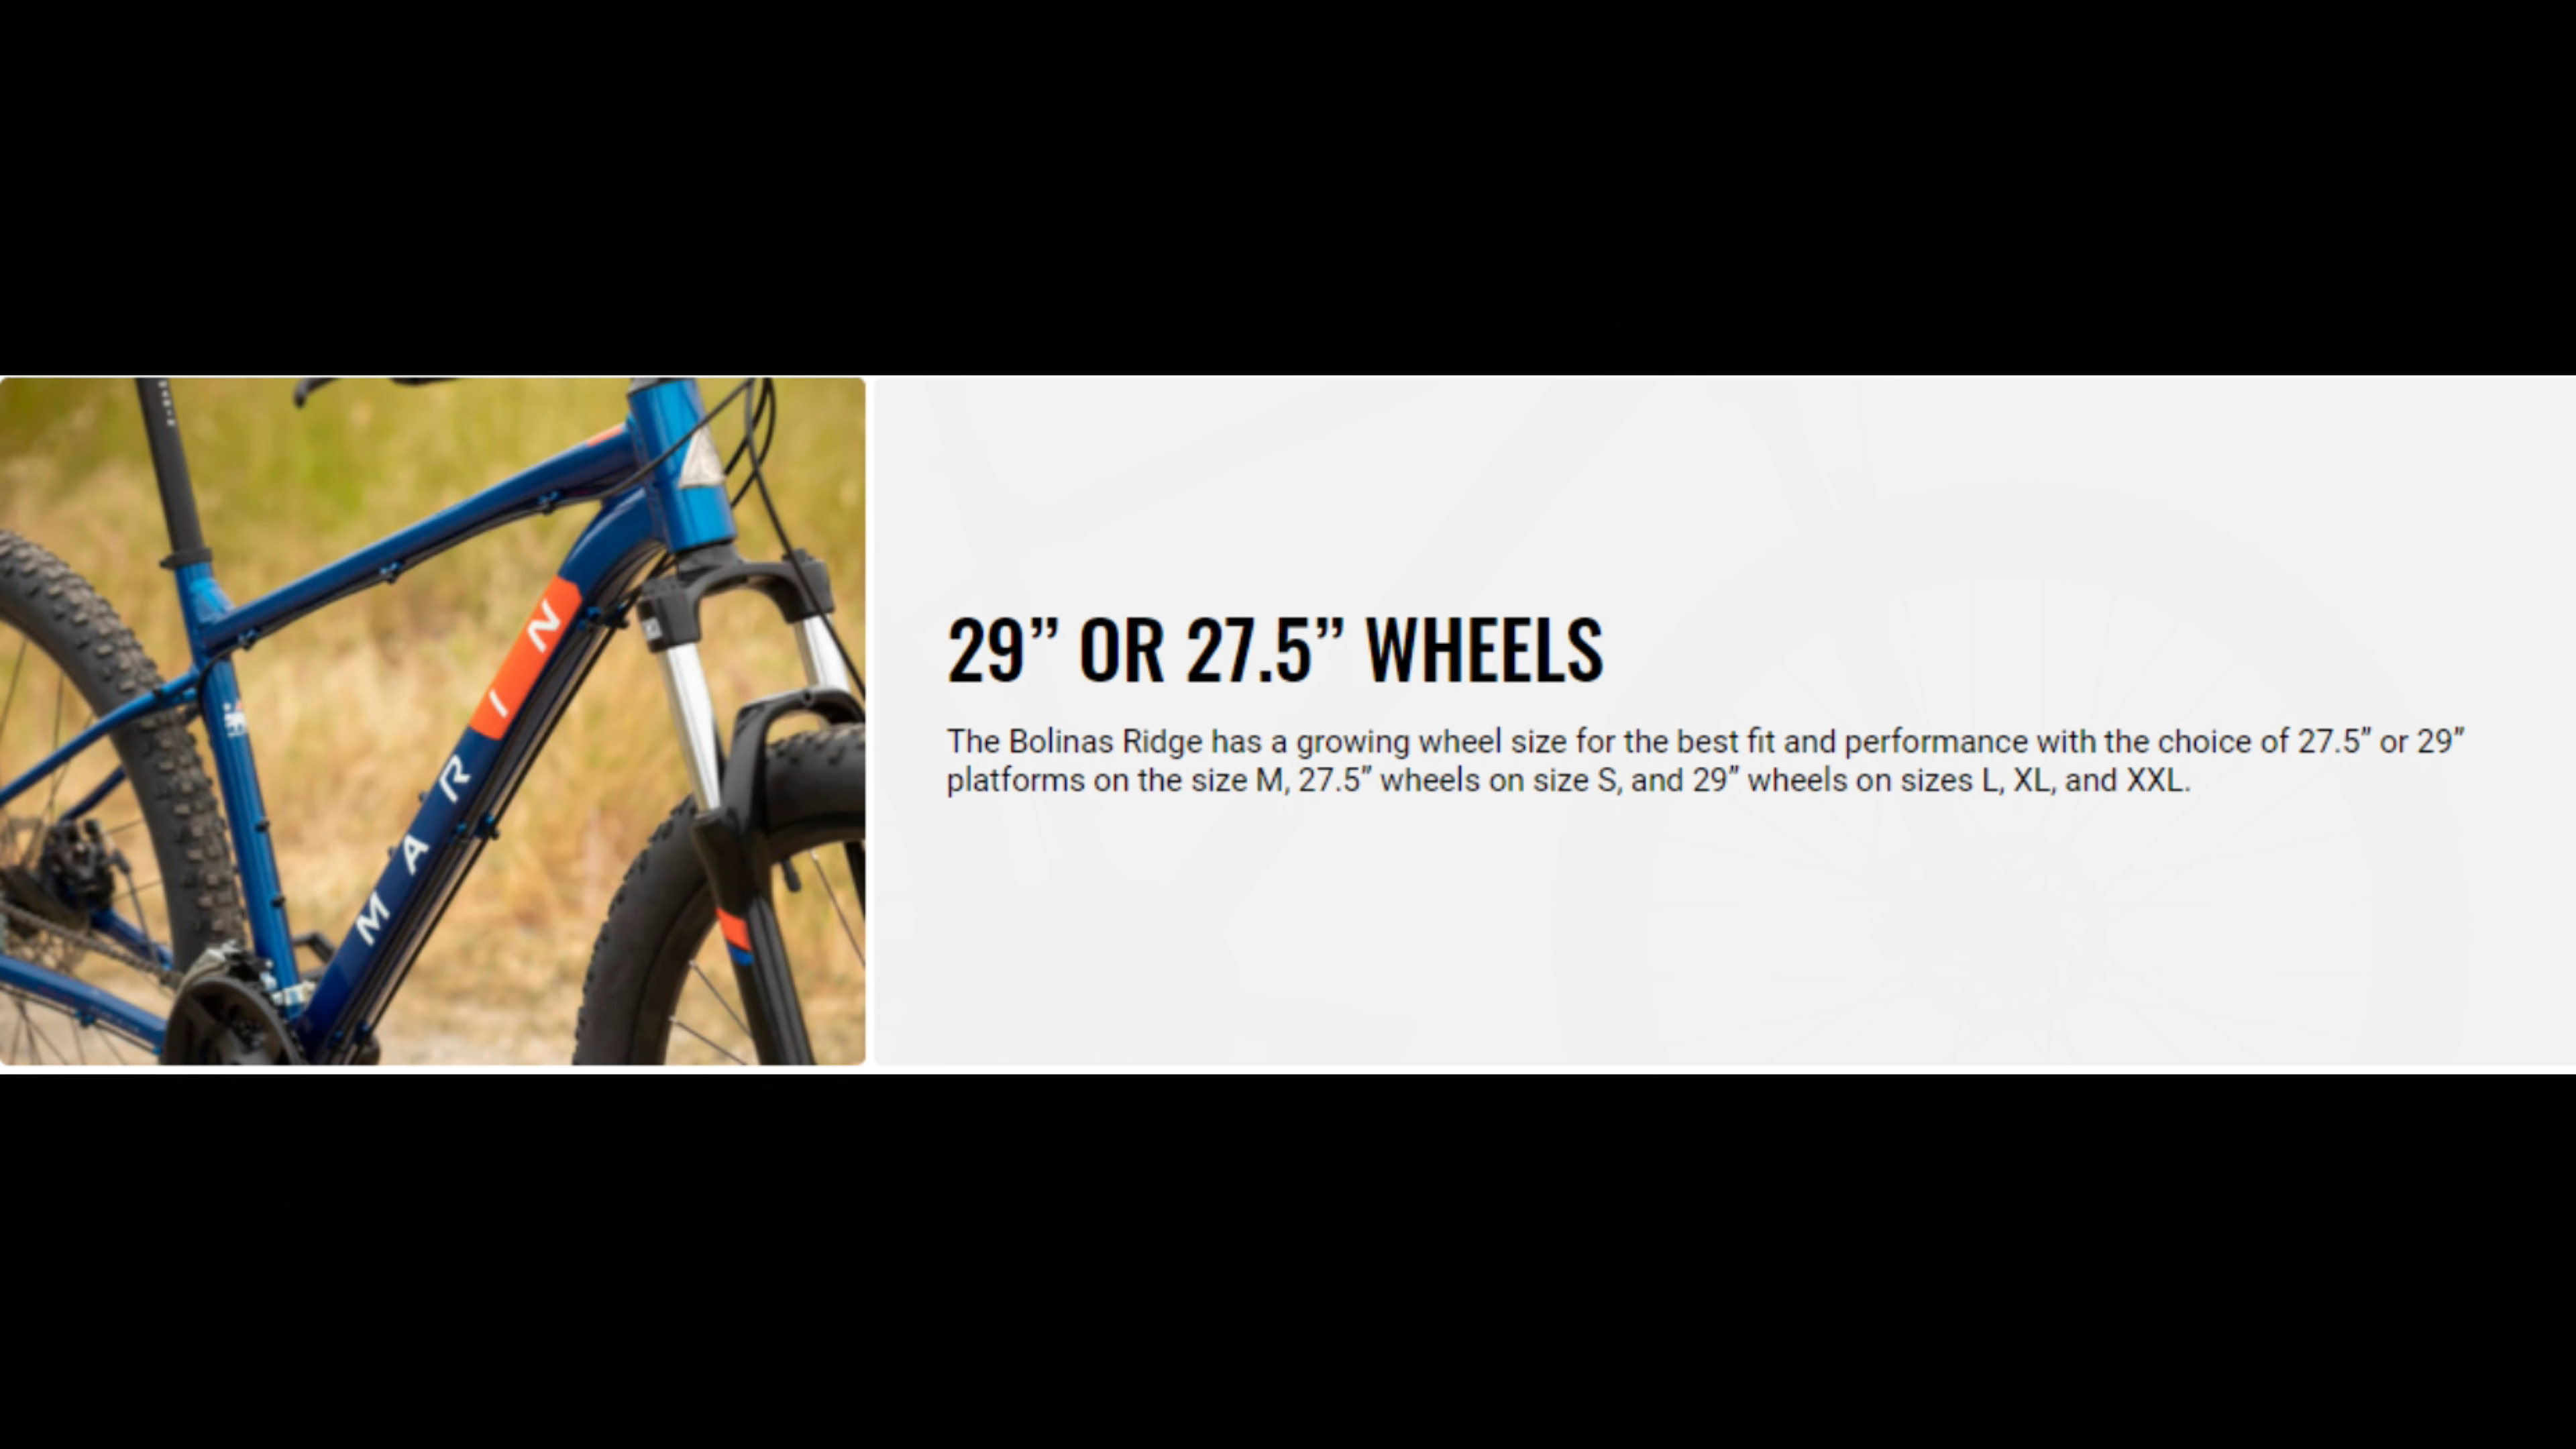 MARIN
29” OR 27.5” WHEELS
The Bolinas Ridge has a growing wheel size for the best fit and performance with the choice of 27.5” or 29”
platforms on the size M, 27.5” wheels on size S, and 29” wheels on sizes L, XL, and XXL.